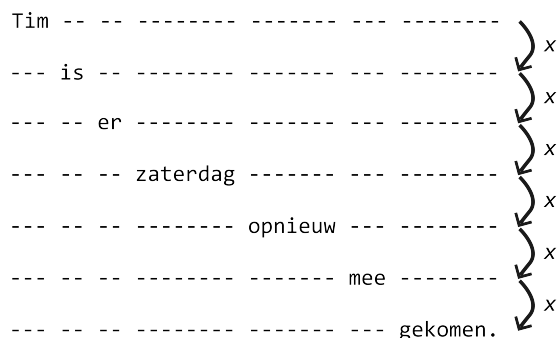 Tim -- -- -------- ------- --- -------- x
--- is -- -------- ------- --- -------- x
--- -- er -------- ------- --- -------- x
--- -- -- zaterdag ------- --- -------- x
--- -- -- -------- opnieuw --- -------- x
--- -- -- -------- ------- mee -------- x
--- -- -- -------- ------- --- gekomen.